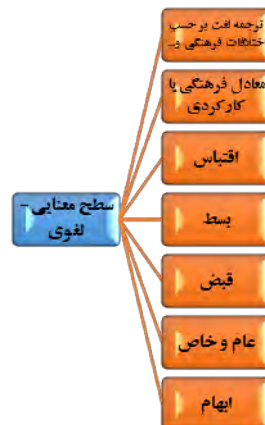 ترجمه لغت بر حسب
اختلافات فرهنگی و...
معادل فرهنگی یا
کارکردی
اقتباس
سطح معنایی-
لغوی
بسط
قبض
عام و خاص
ابهام